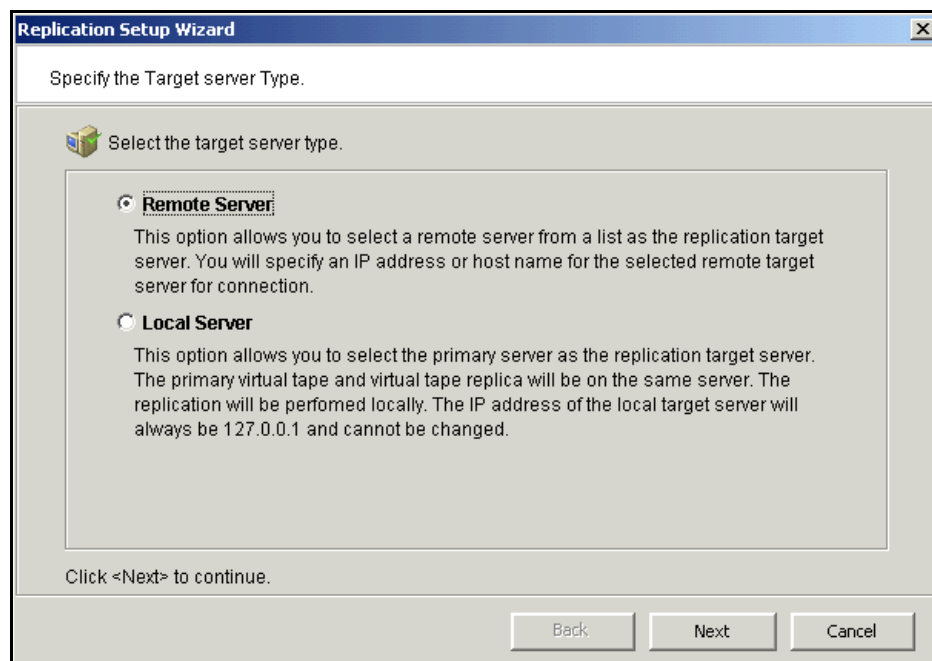 Replication Setup Wizard
Specify the Target server Type.
Select the target server type.
Remote Server
This option allows you to select a remote server from a list as the replication target
server. You will specify an IP address or host name for the selected remote target
server for connection.
Local Server
This option allows you to select the primary server as the replication target server.
The primary virtual tape and virtual tape replica will be on the same server. The
replication will be perfomed locally. The IP address of the local target server will
always be 127.0.0.1 and cannot be changed.
Click <Next> to continue.
Back
Next
Cancel